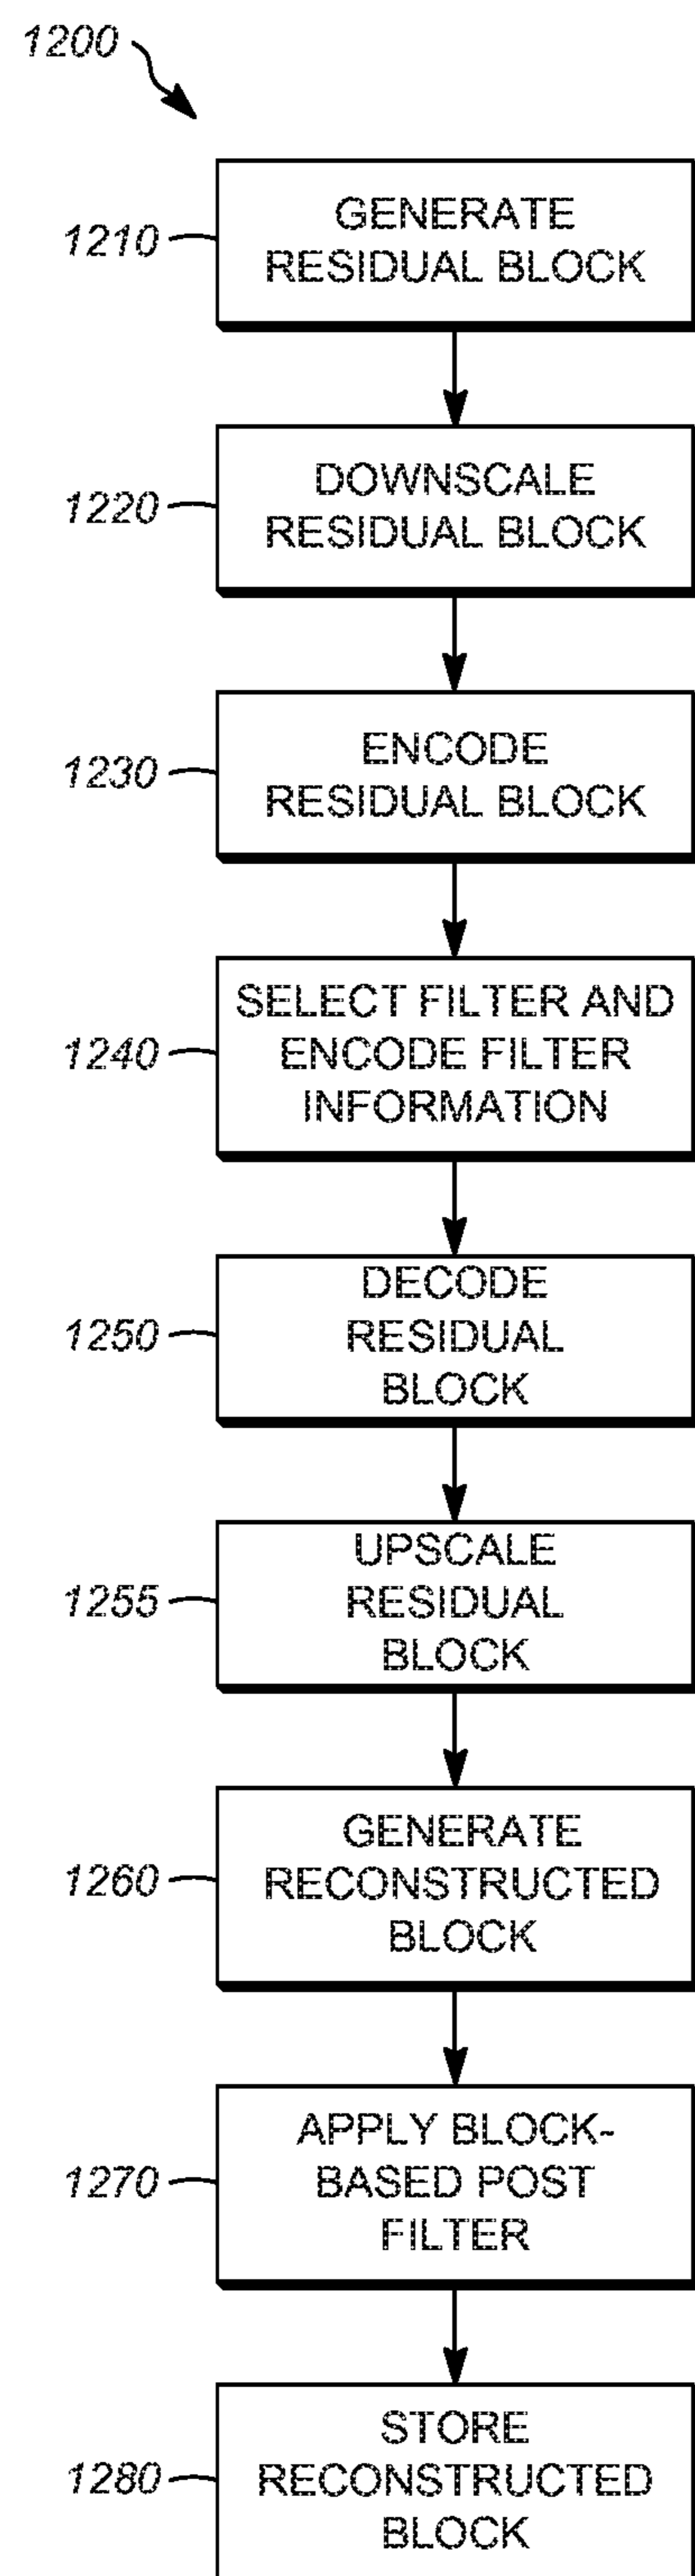 1200
1210
GENERATE
RESIDUAL BLOCK
1220
DOWNSCALE
RESIDUAL BLOCK
1230
ENCODE
RESIDUAL BLOCK
1240
SELECT FILTER AND
ENCODE FILTER
INFORMATION
1250
DECODE
RESIDUAL
BLOCK
1255
UPSCALE
RESIDUAL
BLOCK
1260
GENERATE
RECONSTRUCTED
BLOCK
1270
APPLY BLOCK-
BASED POST
FILTER
1280
STORE
RECONSTRUCTED
BLOCK